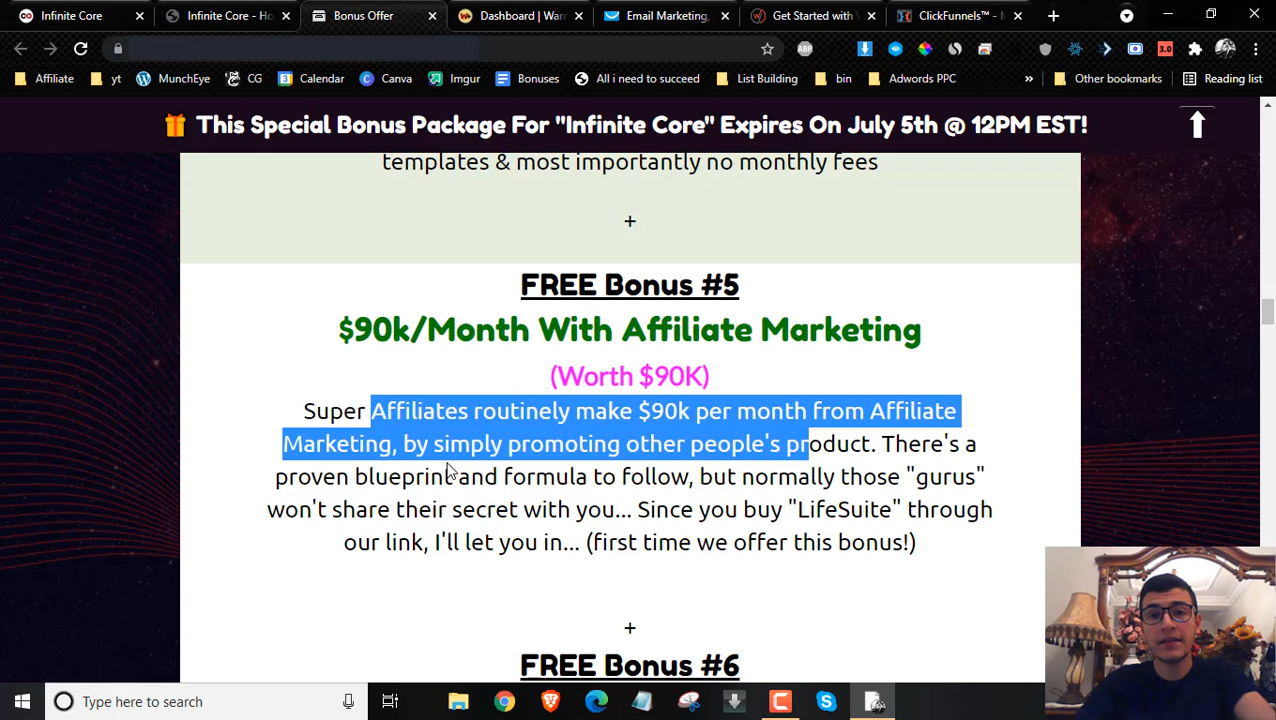 Infinite Core
Infinite Core - Ho
Bonus Offer
Dashboard | Warr
Email Marketing,
Get Started with
ClickFunnels™ - M
ABP
3.0
Affiliate
yt
MunchEye
CG
Calendar
Canva
Imgur
Bonuses
All i need to succeed
List Building
bin
Adwords PPC
»
Other bookmarks
Reading list
This Special Bonus Package For "Infinite Core" Expires On July 5th @ 12PM EST!
templates & most importantly no monthly fees
+
FREE Bonus #5
$90k/Month With Affiliate Marketing
(Worth $90K)
Super Affiliates routinely make $90k per month from Affiliate
Marketing, by simply promoting other people's product. There's a
proven blueprint and formula to follow, but normally those "gurus"
won't share their secret with you... Since you buy "LifeSuite" through
our link, I'll let you in... (first time we offer this bonus!)
+
FREE Bonus #6
Type here to search